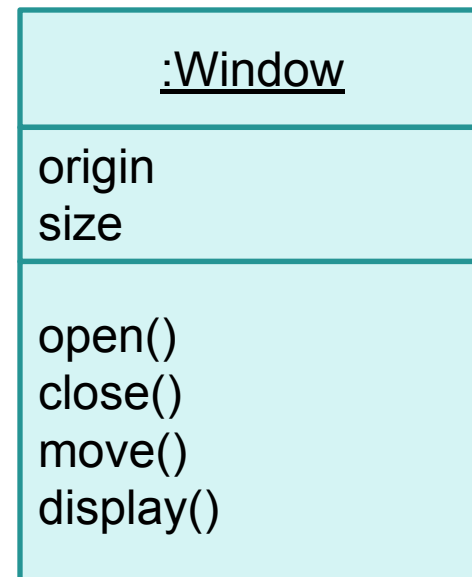 :Window
origin
size
open()
close()
move()
display()